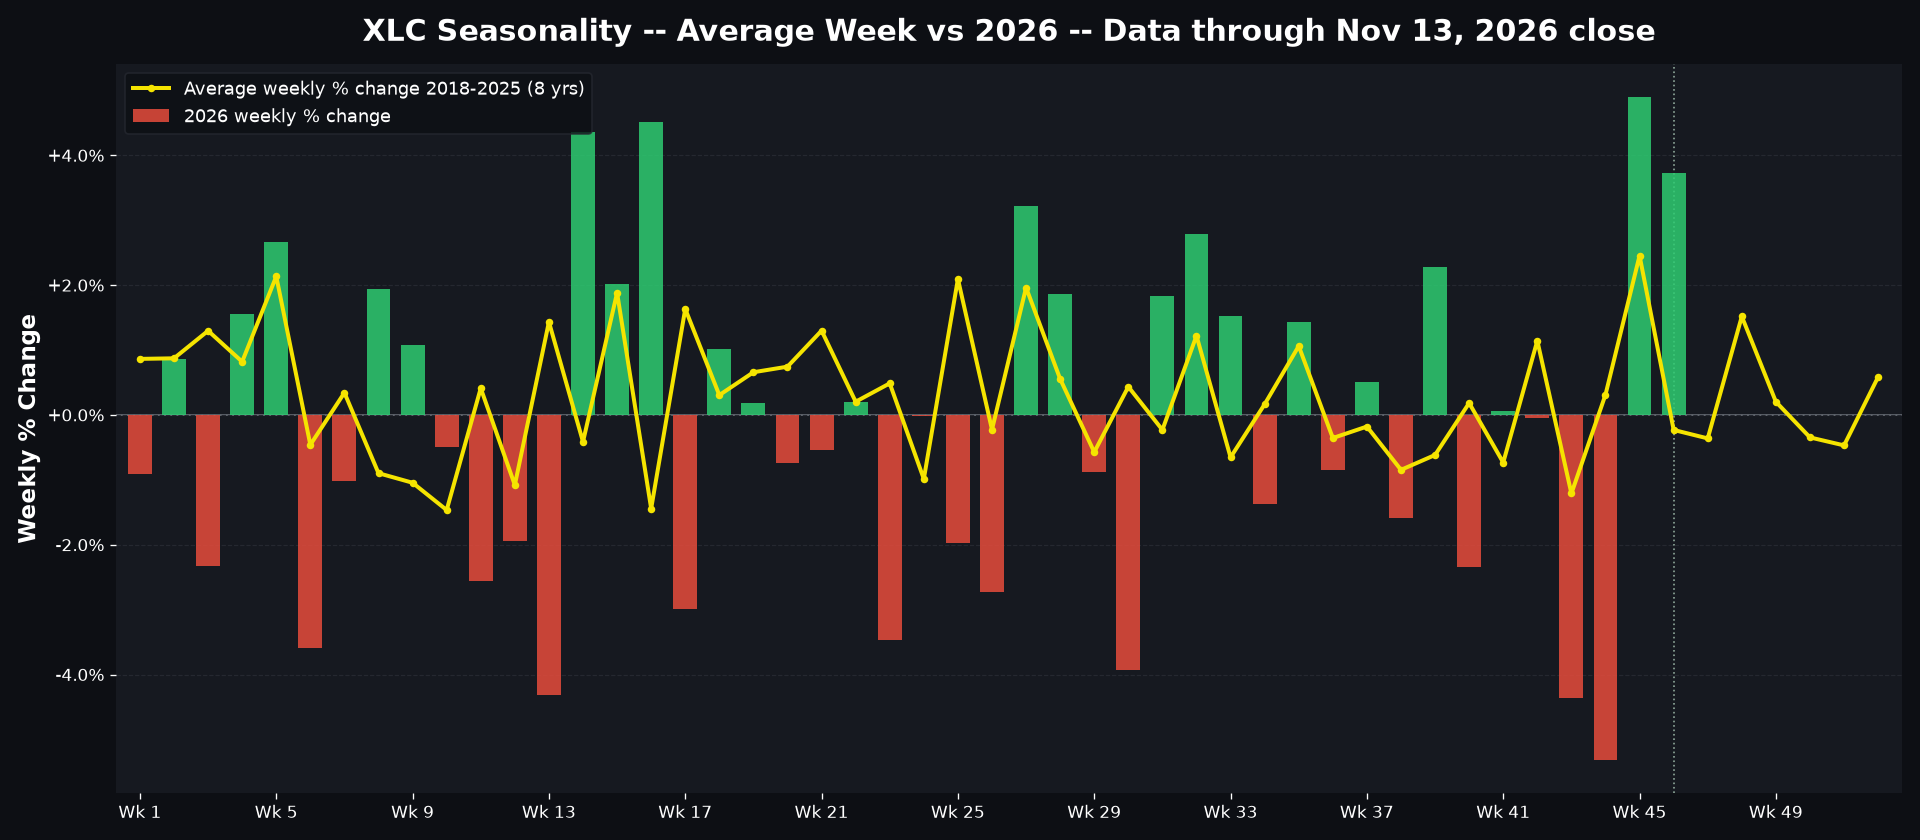 XLC Seasonality -- Average Week vs 2026 -- Data through Nov 13, 2026 close
Average weekly % change 2018-2025 (8 yrs)
2026 weekly % change
Weekly % Change
+4.0%
+2.0%
+0.0%
-2.0%
-4.0%
Wk 1 Wk 5 Wk 9 Wk 13 Wk 17 Wk 21 Wk 25 Wk 29 Wk 33 Wk 37 Wk 41 Wk 45 Wk 49